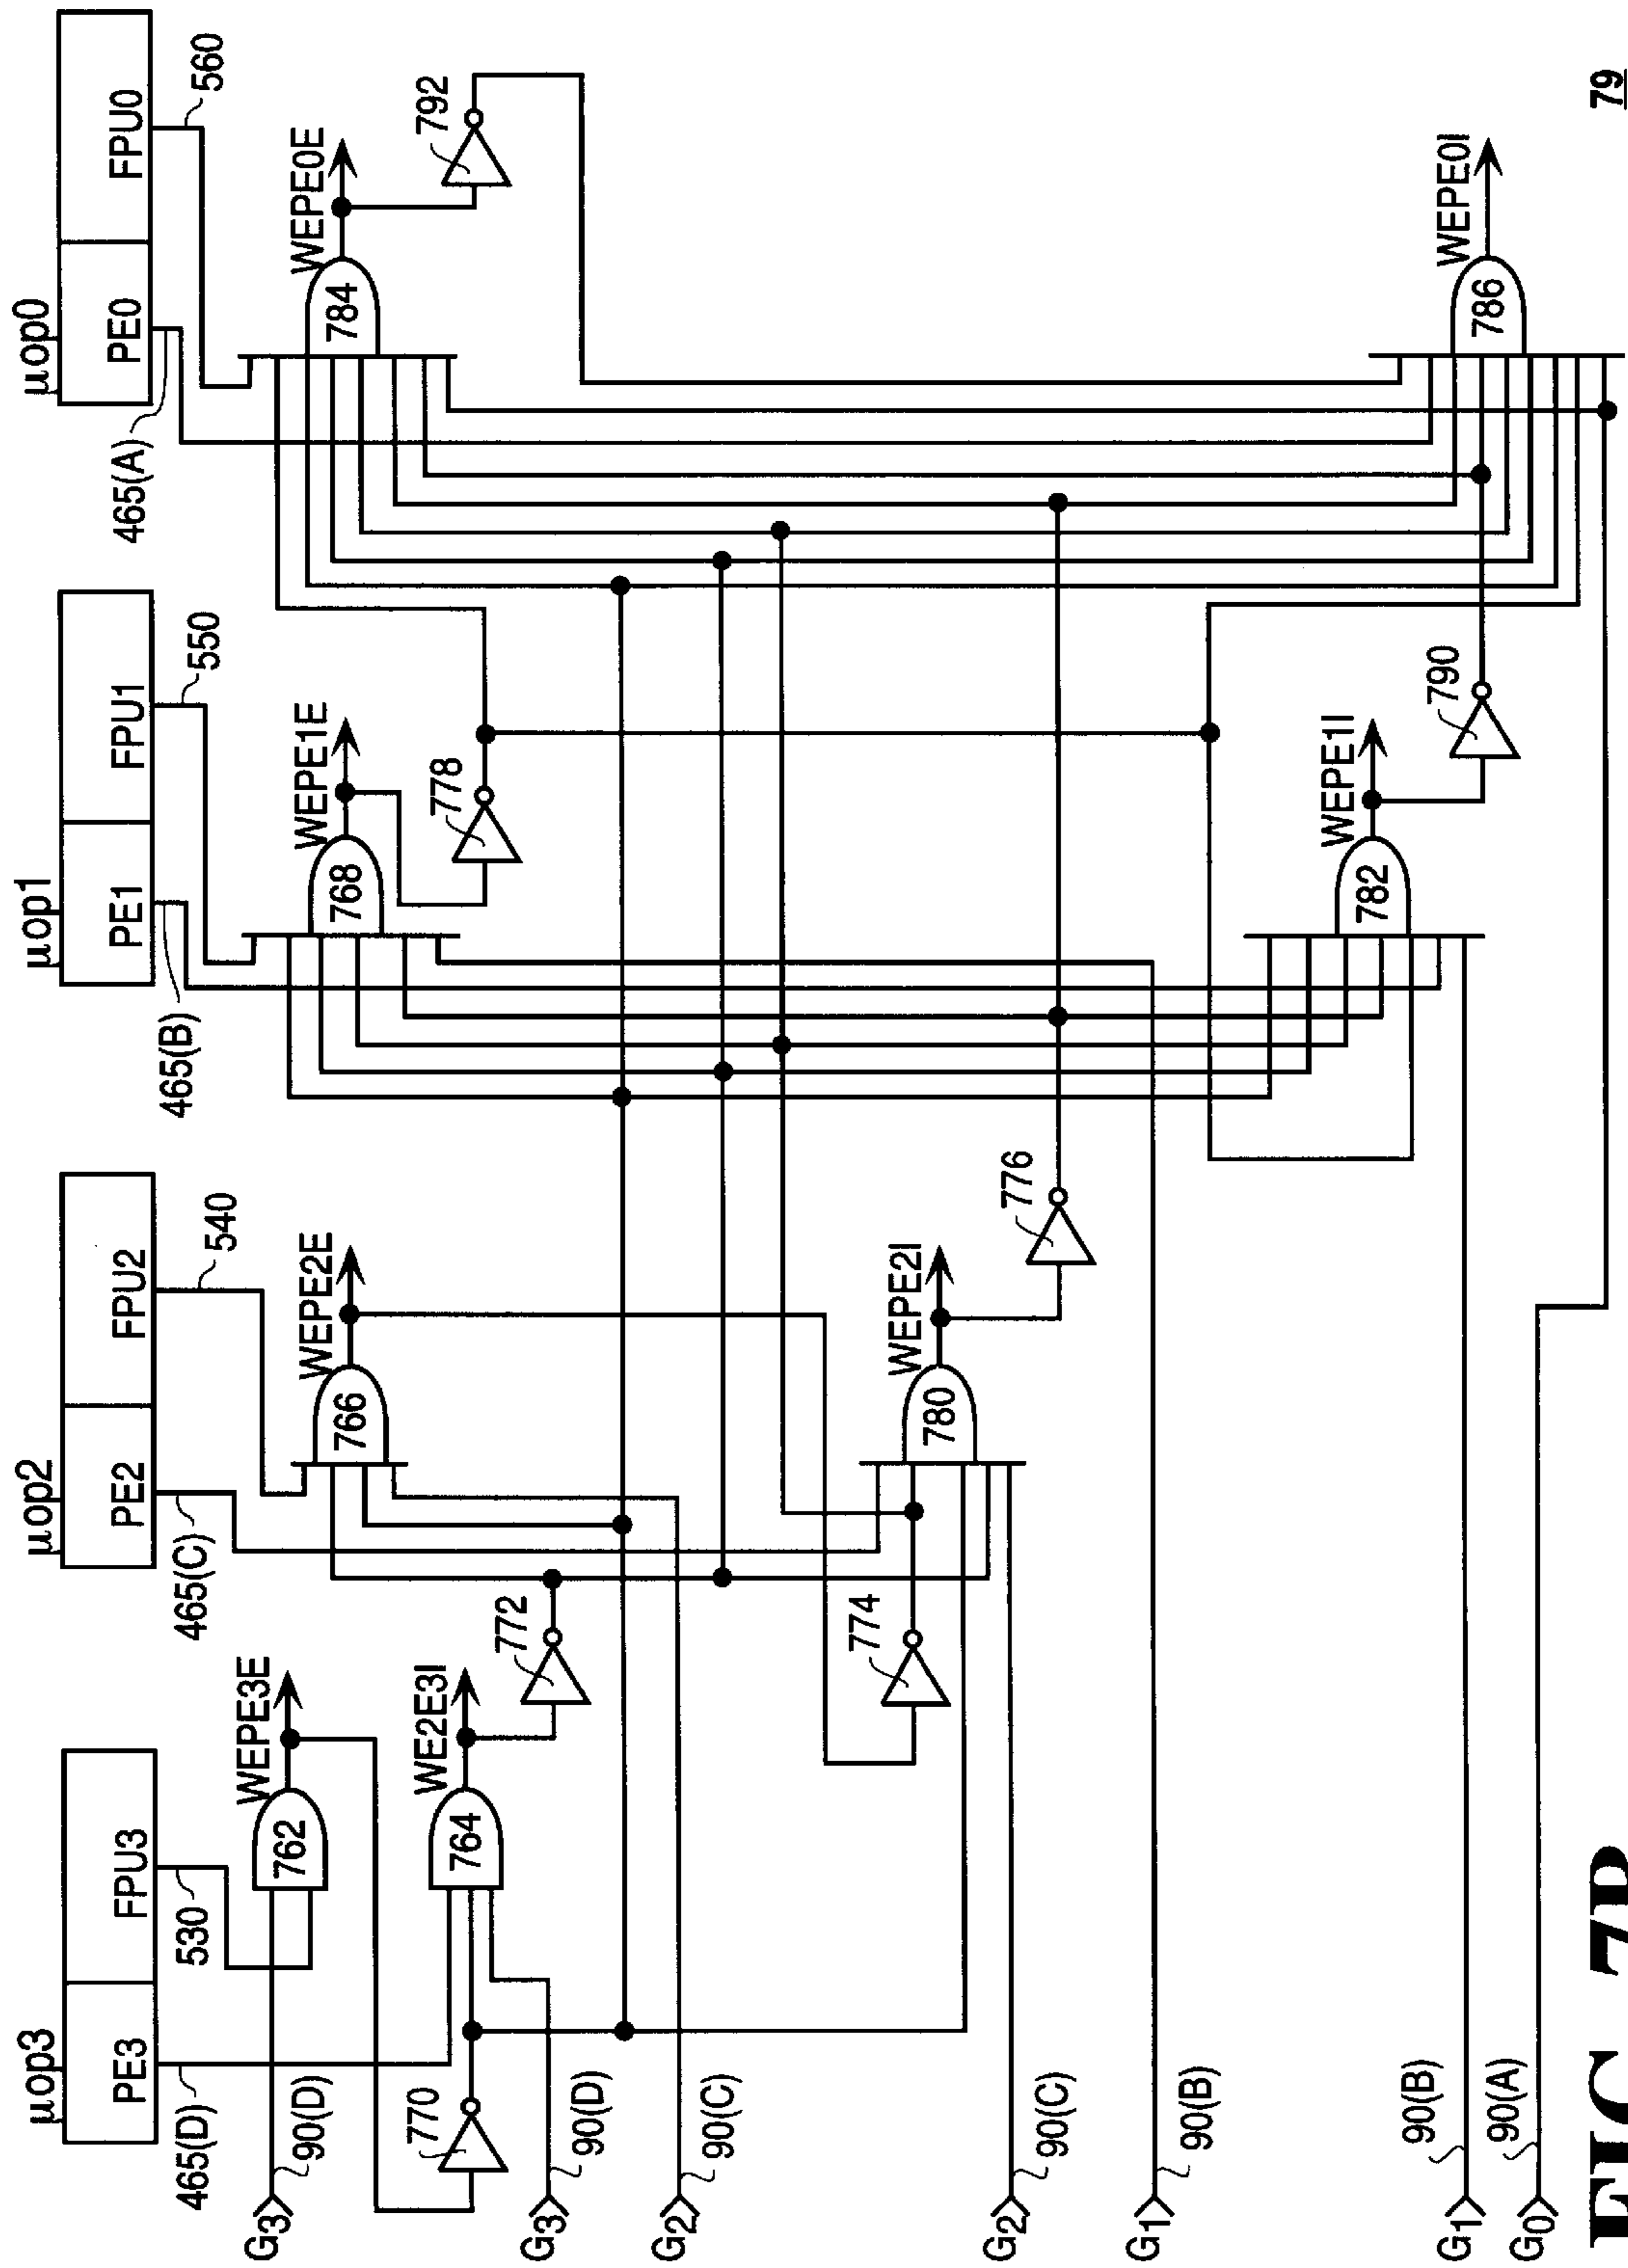 μop3
μop2
μop1
μop0
PE3 FPU3
PE2 FPU2
PE1 FPU1
PE0 FPU0
465(D)
530
465(C)
540
465(B)
550
465(A)
560
WEPE3E
762
WEPE2E
766
WEPE1E
768
WEPE0E
784
G3
90(D)
770
WE2E3I
764
772
778
792
G3
90(D)
G2
90(C)
774
WEPE2I
780
776
G2
90(C)
G1
90(B)
WEPE1I
782
790
WEPE0I
786
G1
90(B)
G0
90(A)
79